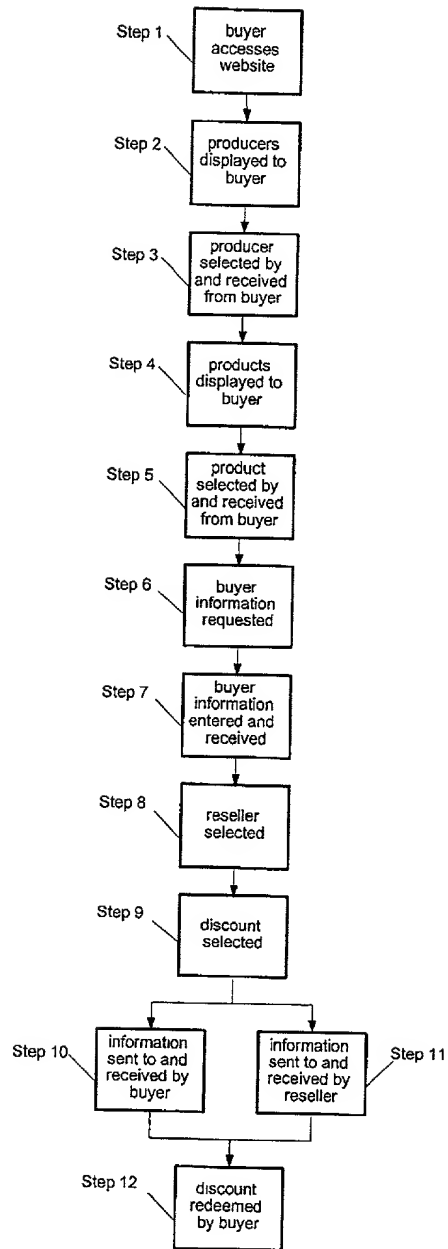 Step 1
buyer
accesses
website
Step 2
producers
displayed to
buyer
Step 3
producer
selected by
and received
from buyer
Step 4
products
displayed to
buyer
Step 5
product
selected by
and received
from buyer
Step 6
buyer
information
requested
Step 7
buyer
information
entered and
received
Step 8
reseller
selected
Step 9
discount
selected
Step 10
information
sent to and
received by
buyer
information
sent to and
received by
reseller
Step 11
Step 12
discount
redeemed
by buyer